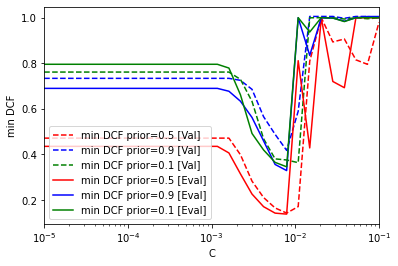 1.0
0.8
0.6
0.4
0.2
min DCF
min DCF prior=0.5 [Val]
min DCF prior=0.9 [Val]
min DCF prior=0.1 [Val]
min DCF prior=0.5 [Eval]
min DCF prior=0.9 [Eval]
min DCF prior=0.1 [Eval]
10⁻⁵ 10⁻⁴ 10⁻³ 10⁻² 10⁻¹
C